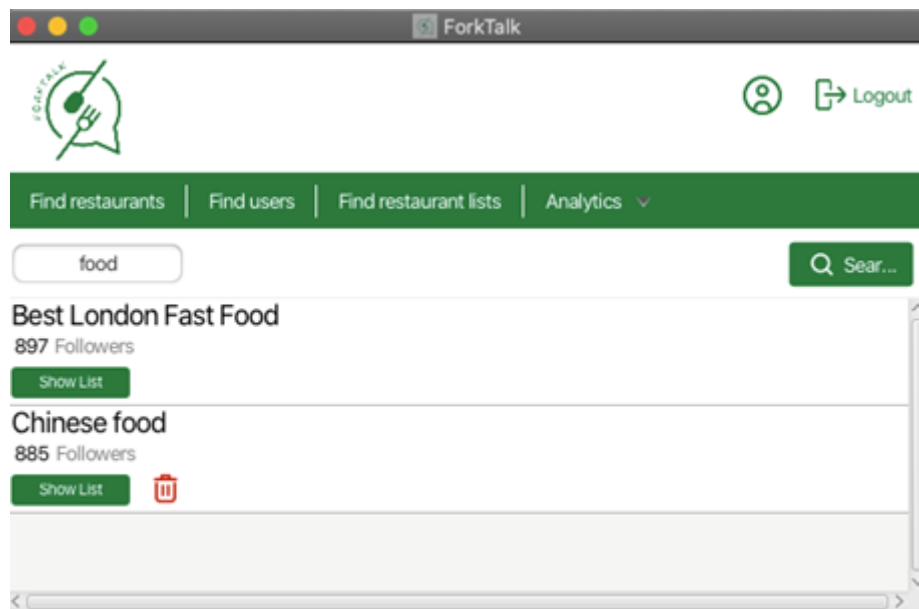 ForkTalk
FORKTALK
Logout
Find restaurants Find users Find restaurant lists Analytics
food Sear...
Best London Fast Food
897 Followers
Show List
Chinese food
885 Followers
Show List